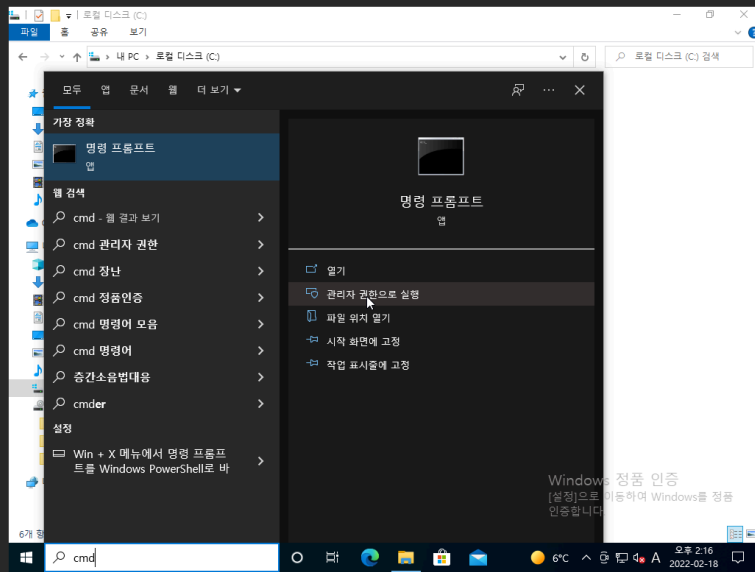 로컬 디스크 (C:)
파일 홈 공유 보기
내 PC 로컬 디스크 (C:)
로컬 디스크 (C:) 검색
모두 앱 문서 웹 더 보기
가장 정확
명령 프롬프트
앱
웹 검색
cmd - 웹 결과 보기
cmd 관리자 권한
cmd 장난
cmd 정품인증
cmd 명령어 모음
cmd 명령어
층간소음법대응
cmder
설정
Win + X 메뉴에서 명령 프롬프
트를 Windows PowerShell로 바
명령 프롬프트
앱
열기
관리자 권한으로 실행
파일 위치 열기
시작 화면에 고정
작업 표시줄에 고정
Windows 정품 인증
[설정]으로 이동하여 Windows를 정품
인증합니다
6개 항
cmd
6°C
A
오후 2:16
2022-02-18